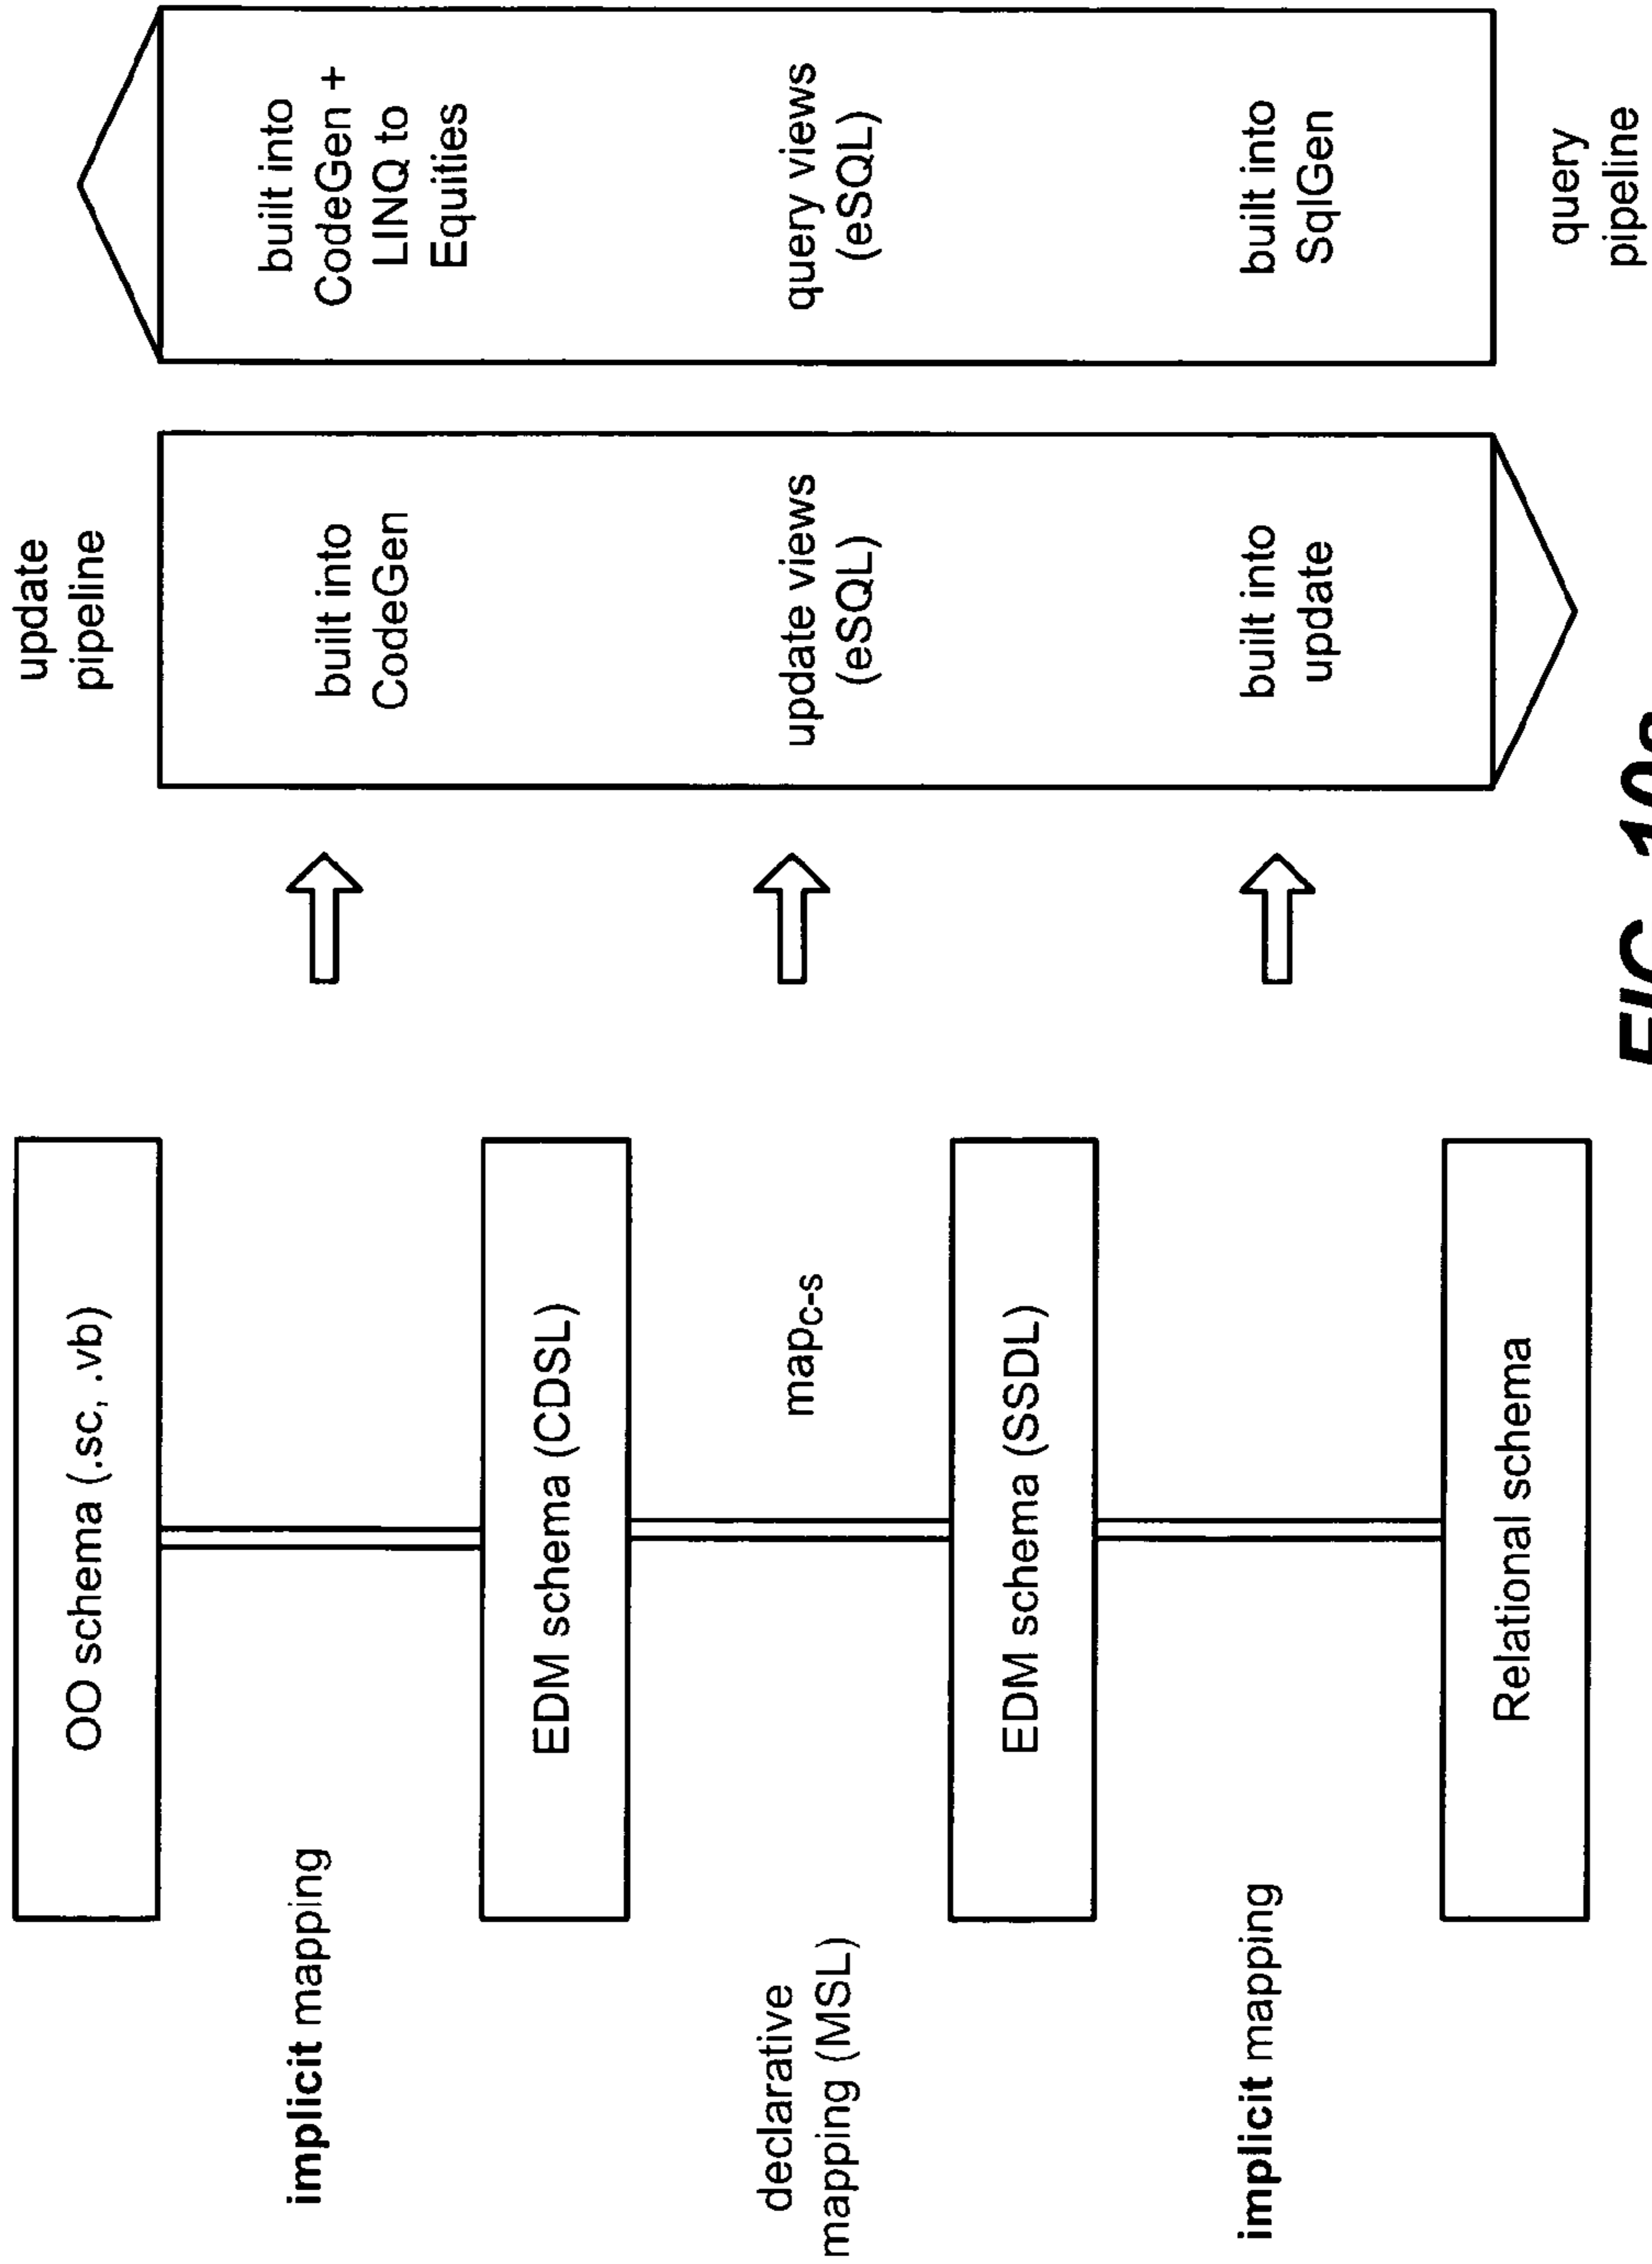 OO schema (.sc, .vb)
implicit mapping
EDM schema (CDSL)
declarative
mapping (MSL)
mapC-S
EDM schema (SSDL)
implicit mapping
Relational schema
update
pipeline
built into
CodeGen
update views
(eSQL)
built into
update
built into
CodeGen +
LINQ to
Equities
query views
(eSQL)
built into
SqlGen
query
pipeline